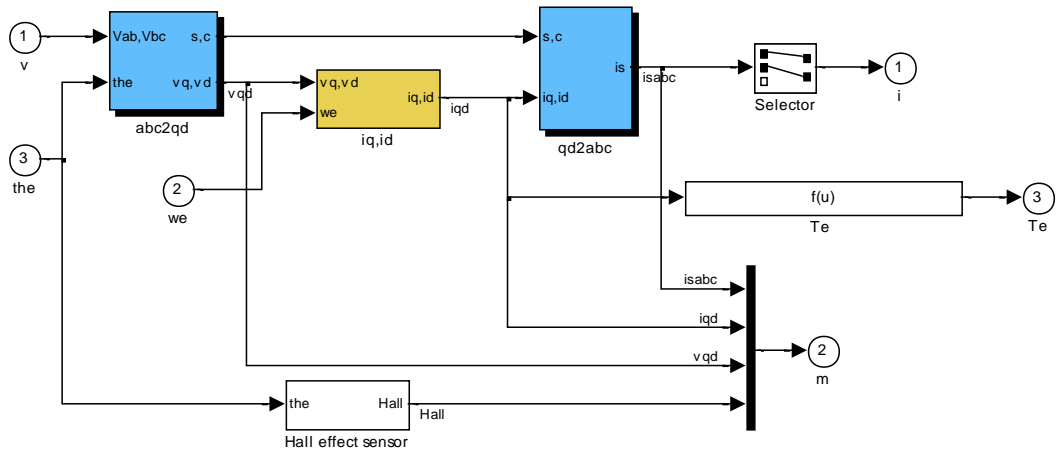 1
v
Vab,Vbc
s,c
the
vq,vd
abc2qd
vqd
3
the
2
we
vq,vd
iq,id
we
iq,id
iqd
s,c
is
iq,id
qd2abc
isabc
Selector
1
i
f(u)
Te
3
Te
isabc
iqd
vqd
2
m
the
Hall
Hall
Hall effect sensor